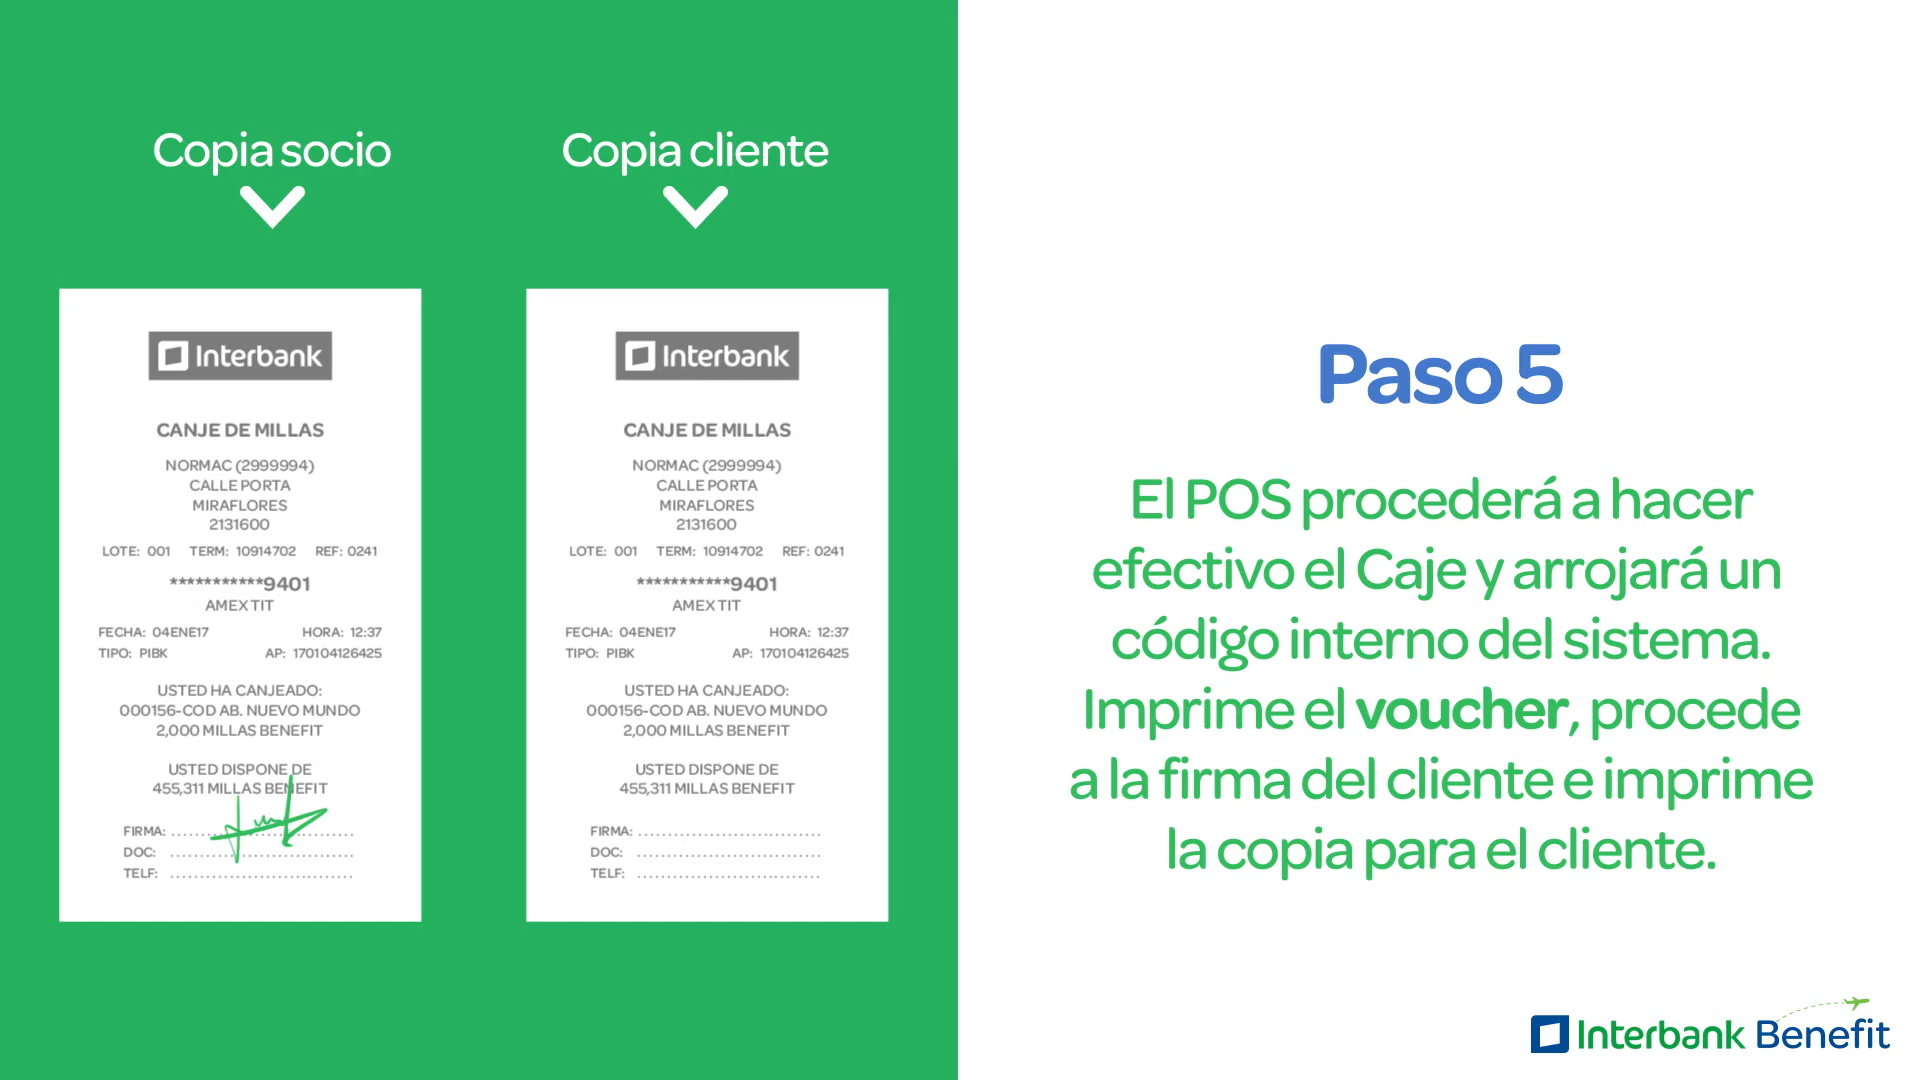 Copia socio
Interbank
CANJE DE MILLAS
NORMAC (2999994)
CALLE PORTA
MIRAFLORES
2131600
LOTE: 001 TERM: 10914702 REF: 0241
***********9401
AMEX TIT
FECHA: 04ENE17 HORA: 12:37
TIPO: PIBK AP: 170104126425
USTED HA CANJEADO:
000156-COD AB. NUEVO MUNDO
2,000 MILLAS BENEFIT
USTED DISPONE DE
455,311 MILLAS BENEFIT
FIRMA: ...............................
DOC: ...............................
TELF: ...............................
Copia cliente
Interbank
CANJE DE MILLAS
NORMAC (2999994)
CALLE PORTA
MIRAFLORES
2131600
LOTE: 001 TERM: 10914702 REF: 0241
***********9401
AMEX TIT
FECHA: 04ENE17 HORA: 12:37
TIPO: PIBK AP: 170104126425
USTED HA CANJEADO:
000156-COD AB. NUEVO MUNDO
2,000 MILLAS BENEFIT
USTED DISPONE DE
455,311 MILLAS BENEFIT
FIRMA: ...............................
DOC: ...............................
TELF: ...............................
Paso 5
El POS procederá a hacer
efectivo el Caje y arrojará un
código interno del sistema.
Imprime el voucher, procede
a la firma del cliente e imprime
la copia para el cliente.
Interbank Benefit